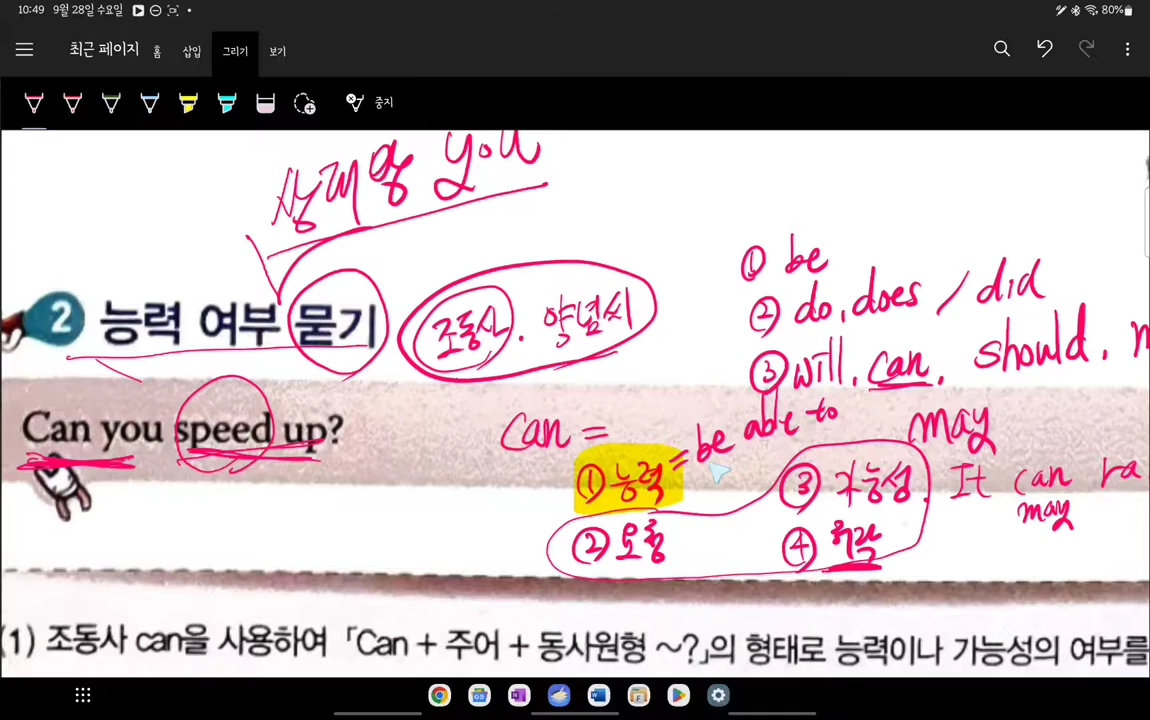 10:49 9월 28일 수요일 80%
최근 페이지 홈 삽입 그리기 보기
중지
상대방 you
① be
② do, does / did
③ will, can, should, m
2 능력 여부 묻기 조동사. 양념씨
Can you speed up?
can =
① 능력 = be able to
may
② 요청
③ 가능성. It can ra
may
④ 허락
(1) 조동사 can을 사용하여 「Can + 주어 + 동사원형 ~?」의 형태로 능력이나 가능성의 여부를